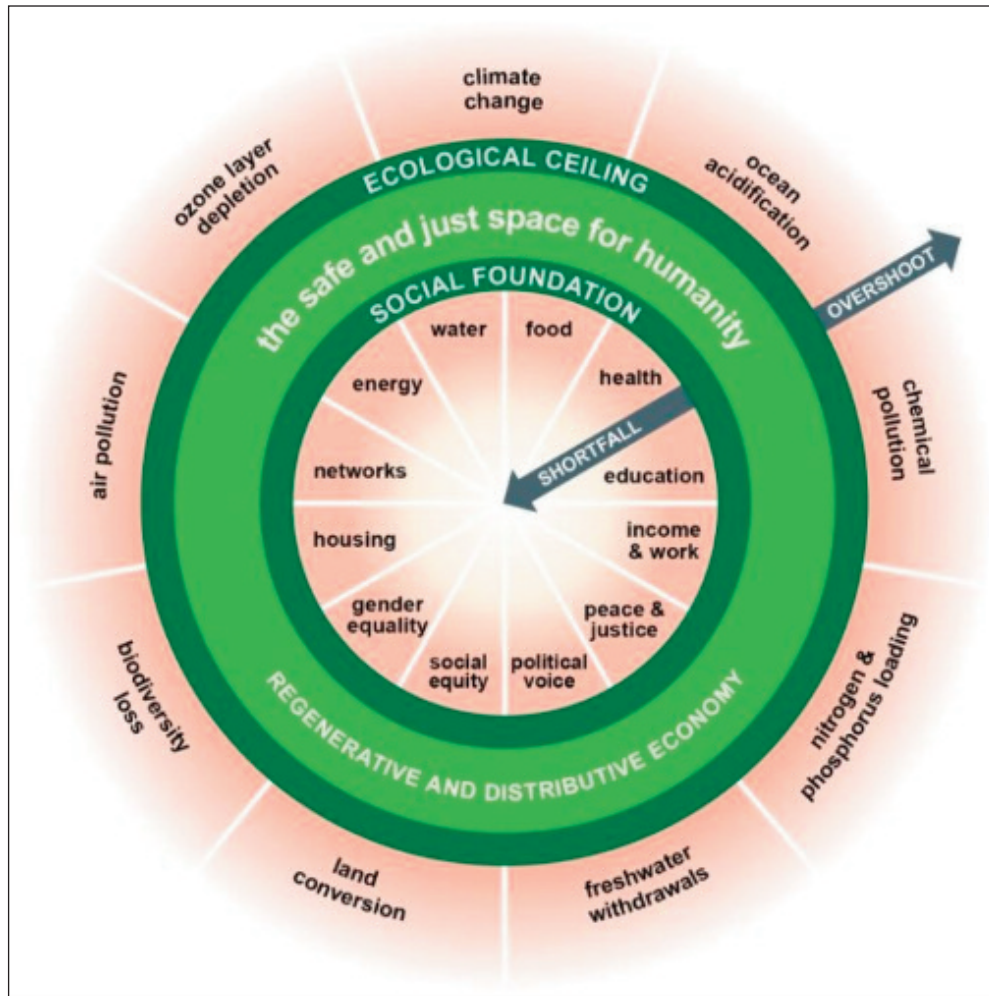 climate
change
ocean
acidification
OVERSHOOT
chemical
pollution
nitrogen &
phosphorus loading
freshwater
withdrawals
land
conversion
biodiversity
loss
air pollution
ozone layer
depletion
ECOLOGICAL CEILING
the safe and just space for humanity
SOCIAL FOUNDATION
water
food
health
SHORTFALL
education
income
& work
peace &
justice
political
voice
social
equity
gender
equality
housing
networks
energy
REGENERATIVE AND DISTRIBUTIVE ECONOMY